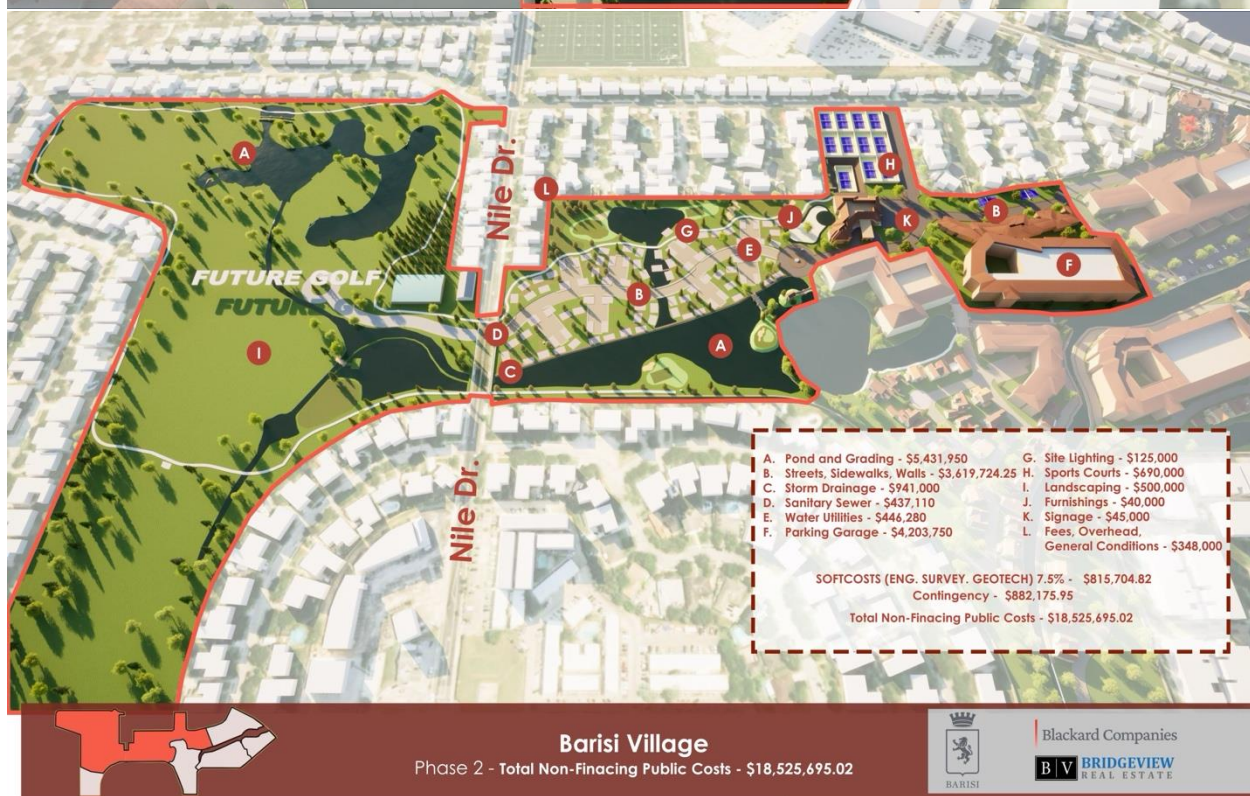 A
Nile Dr.
L
H
J
K
B
G
E
F
FUTURE GOLF
B
D
A
I
C
Nile Dr.
A. Pond and Grading - $5,431,950
B. Streets, Sidewalks, Walls - $3,619,724.25
C. Storm Drainage - $941,000
D. Sanitary Sewer - $437,110
E. Water Utilities - $446,280
F. Parking Garage - $4,203,750
G. Site Lighting - $125,000
H. Sports Courts - $690,000
I. Landscaping - $500,000
J. Furnishings - $40,000
K. Signage - $45,000
L. Fees, Overhead,
General Conditions - $348,000
SOFTCOSTS (ENG. SURVEY. GEOTECH) 7.5% - $815,704.82
Contingency - $882,175.95
Total Non-Finacing Public Costs - $18,525,695.02
Barisi Village
Phase 2 - Total Non-Finacing Public Costs - $18,525,695.02
BARISI
Blackard Companies
BV BRIDGEVIEW
REAL ESTATE